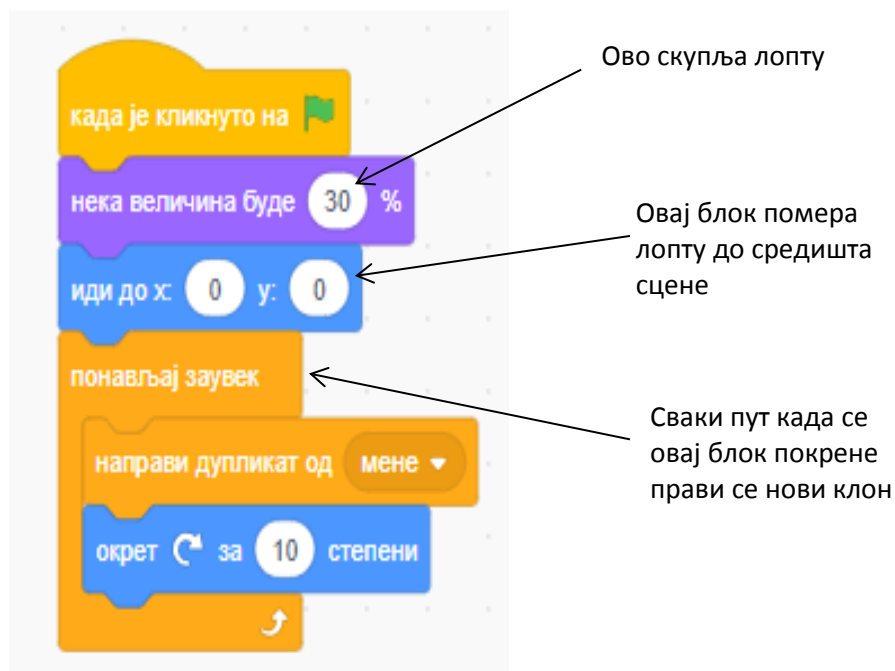 Ово скупља лопту
када је кликнуто на
нека величина буде 30 %
Овај блок помера
лопту до средишта
сцене
иди до x: 0 y: 0
понављај заувек
Сваки пут када се
овај блок покрене
прави се нови клон
направи дупликат од мене
окрет за 10 степени